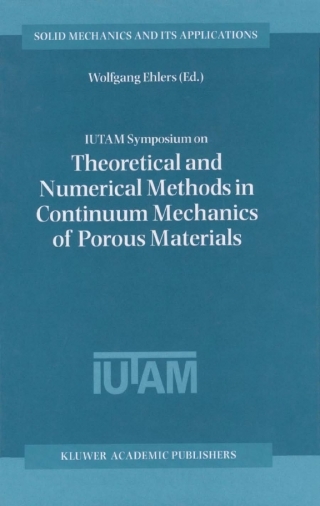 SOLID MECHANICS AND ITS APPLICATIONS
Wolfgang Ehlers (Ed.)
IUTAM Symposium on
Theoretical and
Numerical Methods in
Continuum Mechanics
of Porous Materials
IUTAM
KLUWER ACADEMIC PUBLISHERS